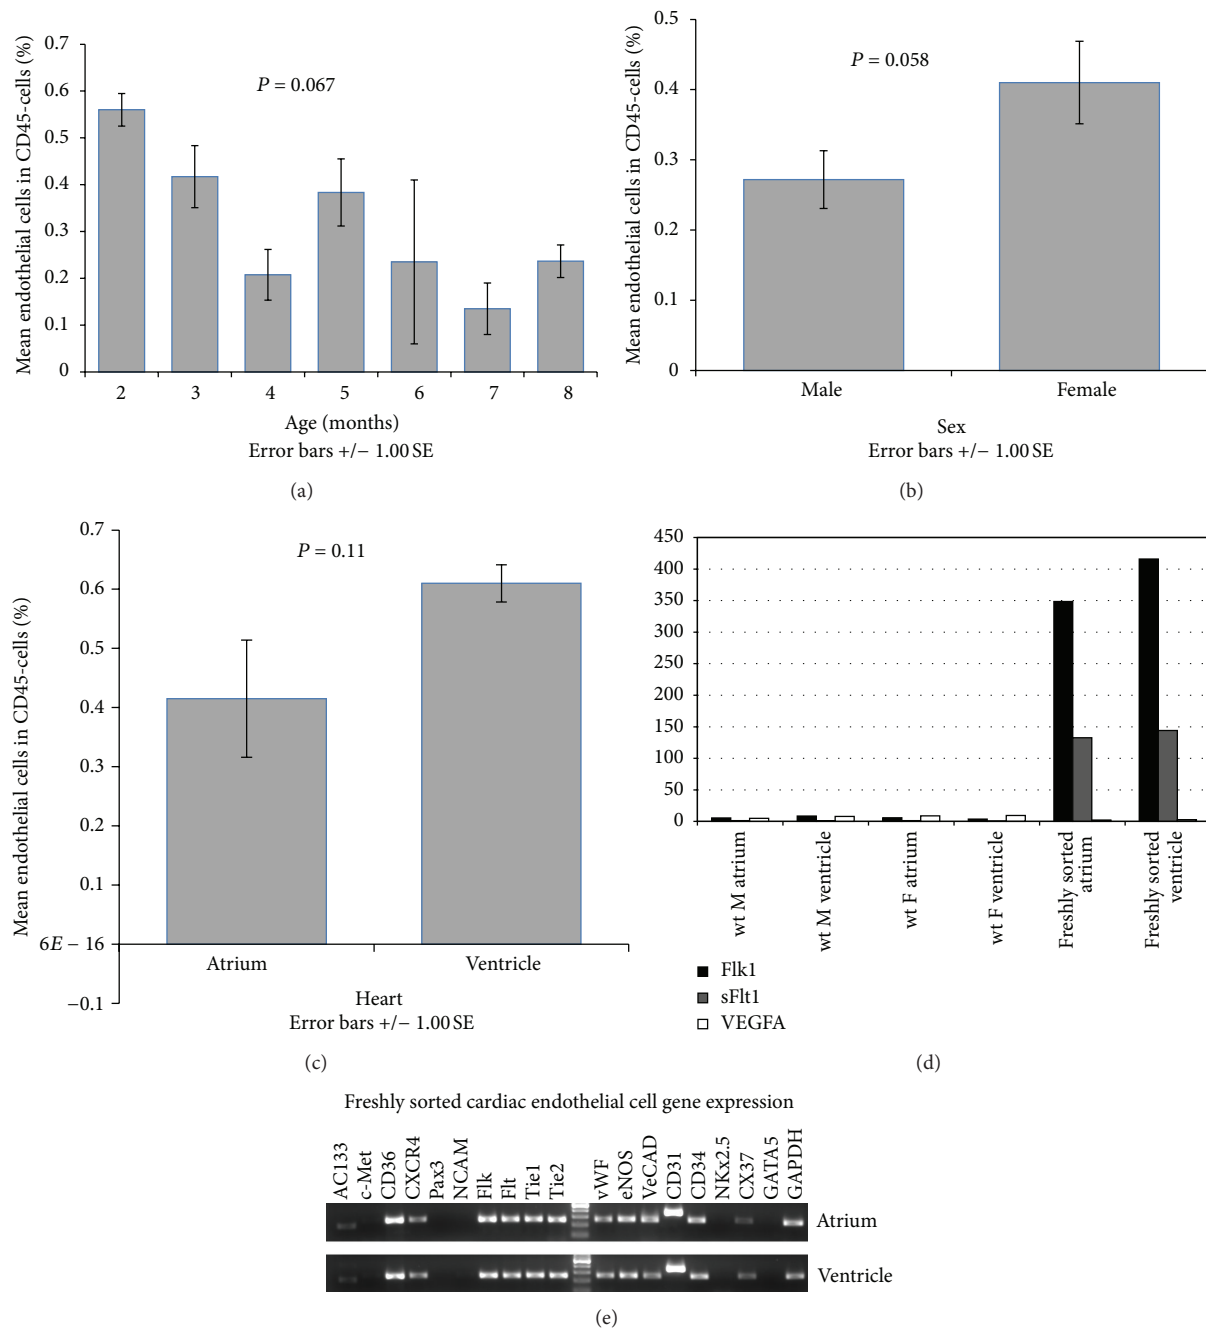 0.7
0.6
0.5
0.4
0.3
0.2
0.1
0
Mean endothelial cells in CD45-cells (%)
P = 0.067
2 3 4 5 6 7 8
Age (months)
Error bars +/− 1.00 SE
(a)
0.5
0.4
0.3
0.2
0.1
0
Mean endothelial cells in CD45-cells (%)
P = 0.058
Male Female
Sex
Error bars +/− 1.00 SE
(b)
0.7
0.6
0.5
0.4
0.3
0.2
0.1
6E − 16
−0.1
Mean endothelial cells in CD45-cells (%)
P = 0.11
Atrium Ventricle
Heart
Error bars +/− 1.00 SE
(c)
450
400
350
300
250
200
150
100
50
0
wt M atrium
wt M ventricle
wt F atrium
wt F ventricle
Freshly sorted
atrium
Freshly sorted
ventricle
Flk1
sFlt1
VEGFA
(d)
Freshly sorted cardiac endothelial cell gene expression
AC133
c-Met
CD36
CXCR4
Pax3
NCAM
Flk
Flt
Tie1
Tie2
vWF
eNOS
VeCAD
CD31
CD34
NKx2.5
CX37
GATA5
GAPDH
Atrium
Ventricle
(e)